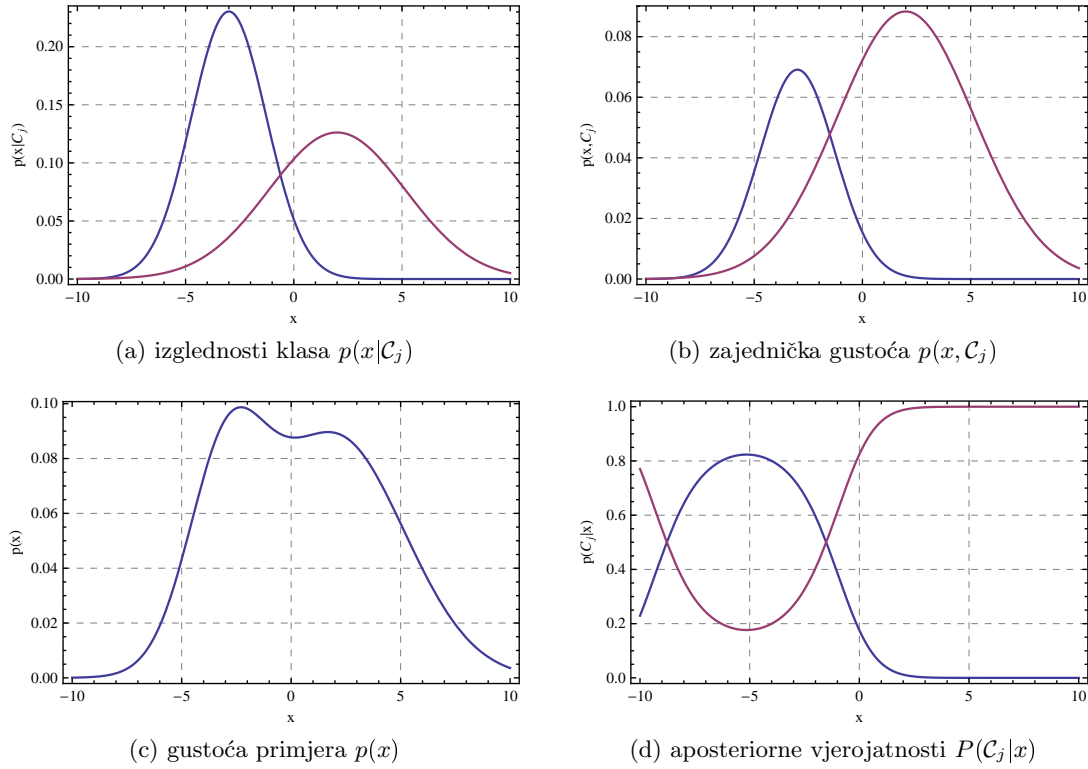 0.20
0.15
0.10
0.05
0.00
p(x|C_j)
−10 −5 0 5 10
x
(a) izglednosti klasa p(x|C_j)
0.08
0.06
0.04
0.02
0.00
p(x,C_j)
−10 −5 0 5 10
x
(b) zajednička gustoća p(x, C_j)
0.10
0.08
0.06
0.04
0.02
0.00
p(x)
−10 −5 0 5 10
x
(c) gustoća primjera p(x)
1.0
0.8
0.6
0.4
0.2
0.0
p(C_j|x)
−10 −5 0 5 10
x
(d) aposteriorne vjerojatnosti P(C_j|x)